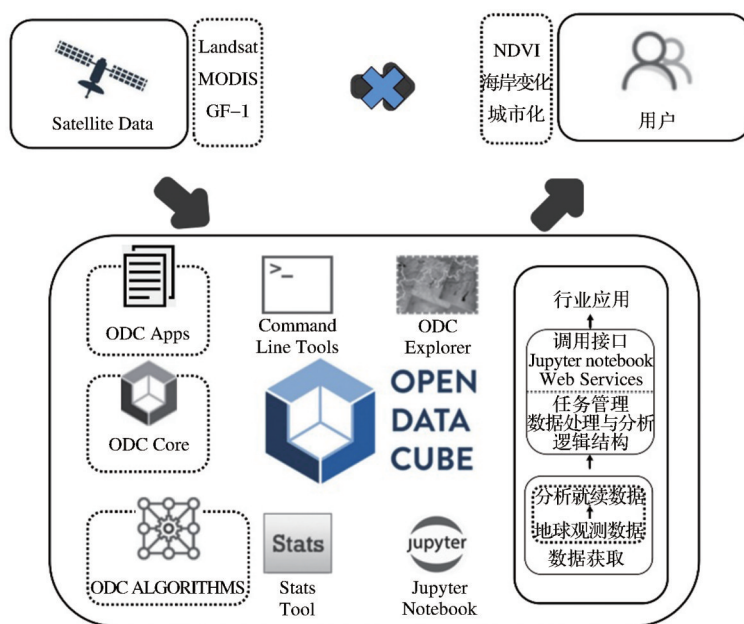 Landsat
MODIS
GF-1
Satellite Data
NDVI
海岸变化
城市化
用户
ODC Apps
>_
Command
Line Tools
ODC
Explorer
ODC Core
OPEN
DATA
CUBE
ODC ALGORITHMS
Stats
Stats
Tool
jupyter
Jupyter
Notebook
行业应用
调用接口
Jupyter notebook
Web Services
任务管理
数据处理与分析
逻辑结构
分析就续数据
地球观测数据
数据获取